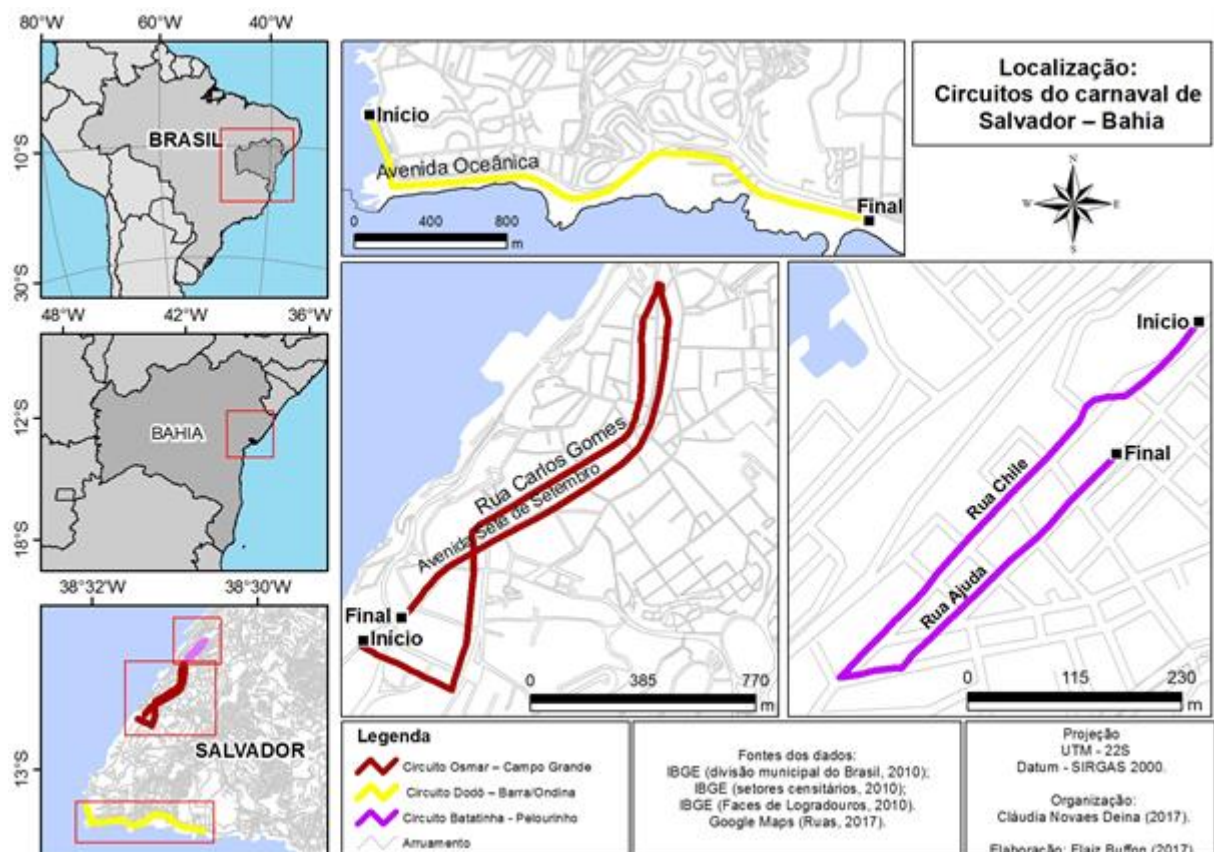 80°W 60°W 40°W
BRASIL
10°S
30°S
48°W 42°W 36°W
12°S
BAHIA
18°S
38°32'W 38°30'W
SALVADOR
13°S
Início
Avenida Oceânica
Final
0 400 800
m
Localização:
Circuitos do carnaval de
Salvador – Bahia
N
W E
S
Rua Carlos Gomes
Avenida Sete de Setembro
Final
Início
0 385 770
m
Início
Final
Rua Chile
Rua Ajuda
0 115 230
m
Legenda
Circuito Osmar – Campo Grande
Circuito Dodô – Barra/Ondina
Circuito Batatinha - Pelourinho
Arruamento
Fontes dos dados:
IBGE (divisão municipal do Brasil, 2010);
IBGE (setores censitários, 2010);
IBGE (Faces de Logradouros, 2010).
Google Maps (Ruas, 2017).
Projeção
UTM - 22S
Datum - SIRGAS 2000.
Organização:
Cláudia Novaes Deina (2017).
Elaboração: Flaiz Buffon (2017)